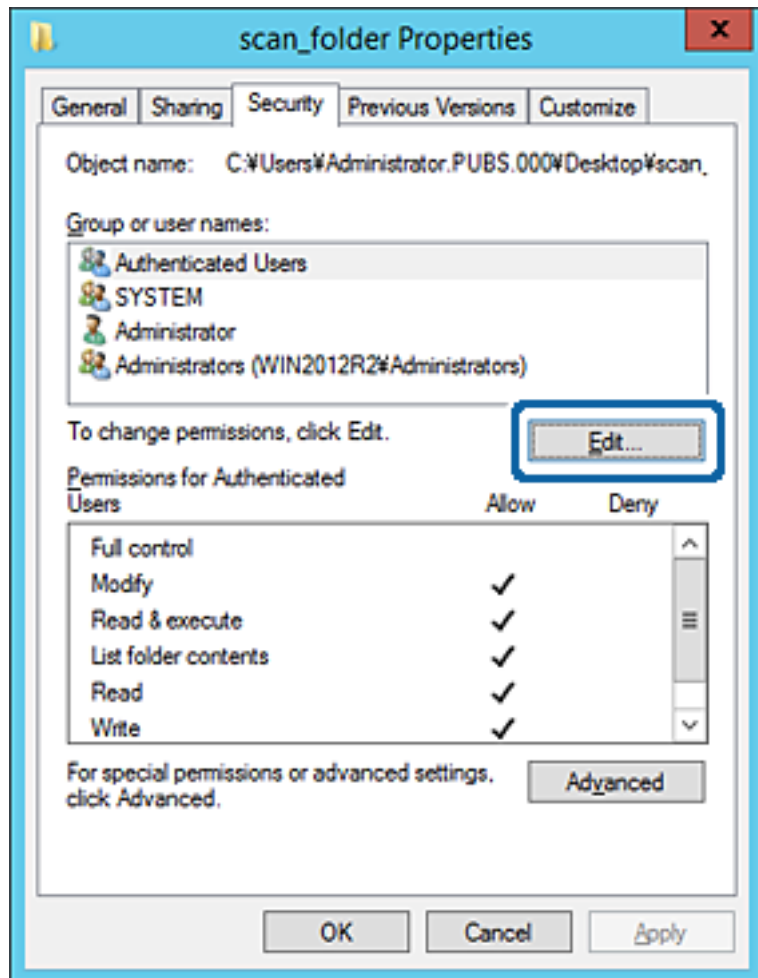 scan_folder Properties
x
General Sharing Security Previous Versions Customize
Object name: C:¥Users¥Administrator.PUBS.000¥Desktop¥scan_
Group or user names:
Authenticated Users
SYSTEM
Administrator
Administrators (WIN2012R2¥Administrators)
To change permissions, click Edit.
Edit...
Permissions for Authenticated
Users Allow Deny
Full control
Modify
Read & execute
List folder contents
Read
Write
For special permissions or advanced settings,
click Advanced.
Advanced
OK Cancel Apply